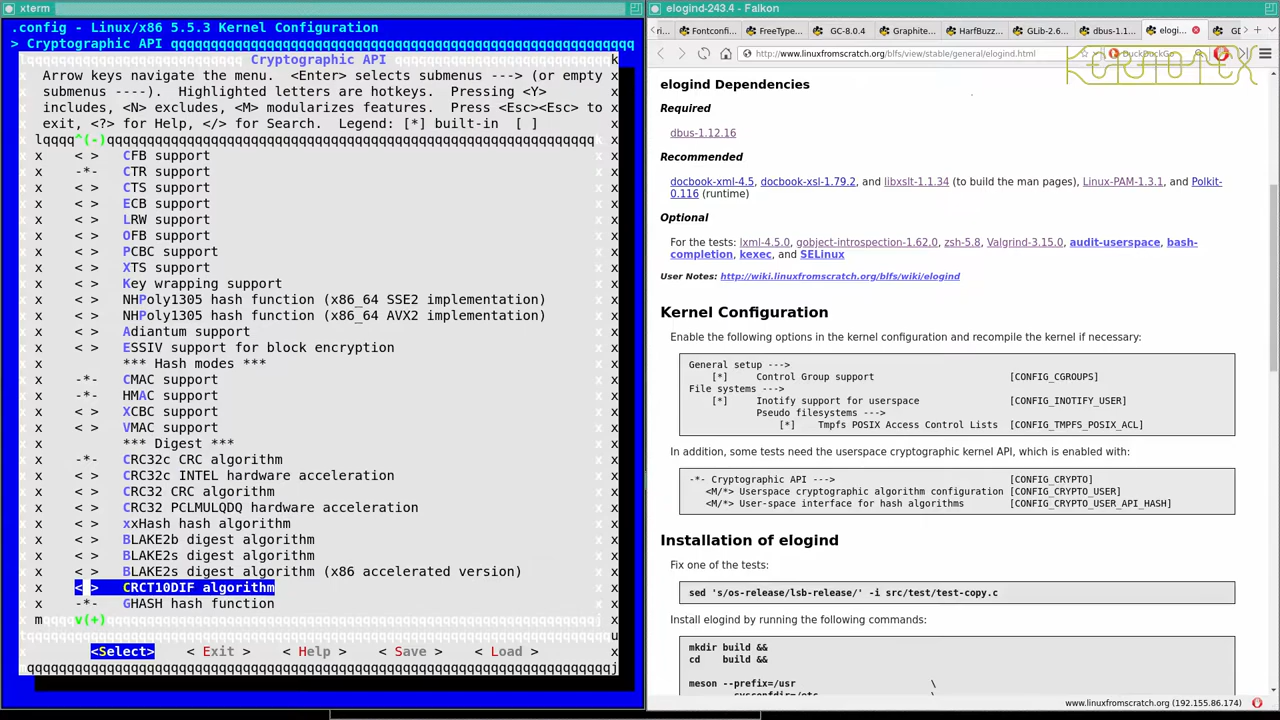 xterm
.config - Linux/x86 5.5.3 Kernel Configuration
> Cryptographic API qqqqqqqqqqqqqqqqqqqqqqqqqqqqqqqqqqqqqqqqqqqqqqqqqqqqqqqqqq
Cryptographic API
Arrow keys navigate the menu. <Enter> selects submenus ---> (or empty
submenus ----). Highlighted letters are hotkeys. Pressing <Y>
includes, <N> excludes, <M> modularizes features. Press <Esc><Esc> to
exit, <?> for Help, </> for Search. Legend: [*] built-in [ ]
x < > CFB support x
x -*- CTR support x
x < > CTS support x
x < > ECB support x
x < > LRW support x
x < > OFB support x
x < > PCBC support x
x < > XTS support x
x < > Key wrapping support x
x < > NHPoly1305 hash function (x86_64 SSE2 implementation) x
x < > NHPoly1305 hash function (x86_64 AVX2 implementation) x
x < > Adiantum support x
x < > ESSIV support for block encryption x
x *** Hash modes *** x
x -*- CMAC support x
x -*- HMAC support x
x < > XCBC support x
x < > VMAC support x
x *** Digest *** x
x -*- CRC32c CRC algorithm x
x < > CRC32c INTEL hardware acceleration x
x < > CRC32 CRC algorithm x
x < > CRC32 PCLMULQDQ hardware acceleration x
x < > xxHash hash algorithm x
x < > BLAKE2b digest algorithm x
x < > BLAKE2s digest algorithm x
x < > BLAKE2s digest algorithm (x86 accelerated version) x
x < > CRCT10DIF algorithm x
x -*- GHASH hash function x
<Select> < Exit > < Help > < Save > < Load >
elogind-243.4 - Falkon
Fontconfi... FreeType... GC-8.0.4 Graphite... HarfBuzz... GLib-2.6... dbus-1.1... elogi...
http://www.linuxfromscratch.org/blfs/view/stable/general/elogind.html DuckDuckGo
elogind Dependencies
Required
dbus-1.12.16
Recommended
docbook-xml-4.5, docbook-xsl-1.79.2, and libxslt-1.1.34 (to build the man pages), Linux-PAM-1.3.1, and Polkit-
0.116 (runtime)
Optional
For the tests: lxml-4.5.0, gobject-introspection-1.62.0, zsh-5.8, Valgrind-3.15.0, audit-userspace, bash-
completion, kexec, and SELinux
User Notes: http://wiki.linuxfromscratch.org/blfs/wiki/elogind
Kernel Configuration
Enable the following options in the kernel configuration and recompile the kernel if necessary:
General setup --->
[*] Control Group support [CONFIG_CGROUPS]
File systems --->
[*] Inotify support for userspace [CONFIG_INOTIFY_USER]
Pseudo filesystems --->
[*] Tmpfs POSIX Access Control Lists [CONFIG_TMPFS_POSIX_ACL]
In addition, some tests need the userspace cryptographic kernel API, which is enabled with:
-*- Cryptographic API ---> [CONFIG_CRYPTO]
<M/*> Userspace cryptographic algorithm configuration [CONFIG_CRYPTO_USER]
<M/*> User-space interface for hash algorithms [CONFIG_CRYPTO_USER_API_HASH]
Installation of elogind
Fix one of the tests:
sed 's/os-release/lsb-release/' -i src/test/test-copy.c
Install elogind by running the following commands:
mkdir build &&
cd build &&
meson --prefix=/usr \
www.linuxfromscratch.org (192.155.86.174)